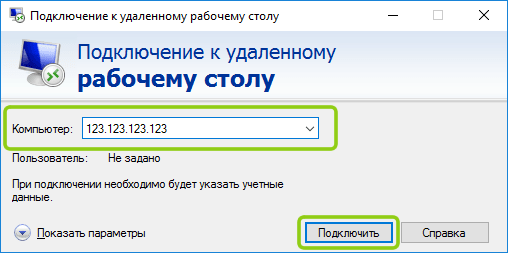 Подключение к удаленному рабочему столу
Подключение к удаленному
рабочему столу
Компьютер: 123.123.123.123
Пользователь: Не задано
При подключении необходимо будет указать учетные
данные.
Показать параметры Подключить Справка